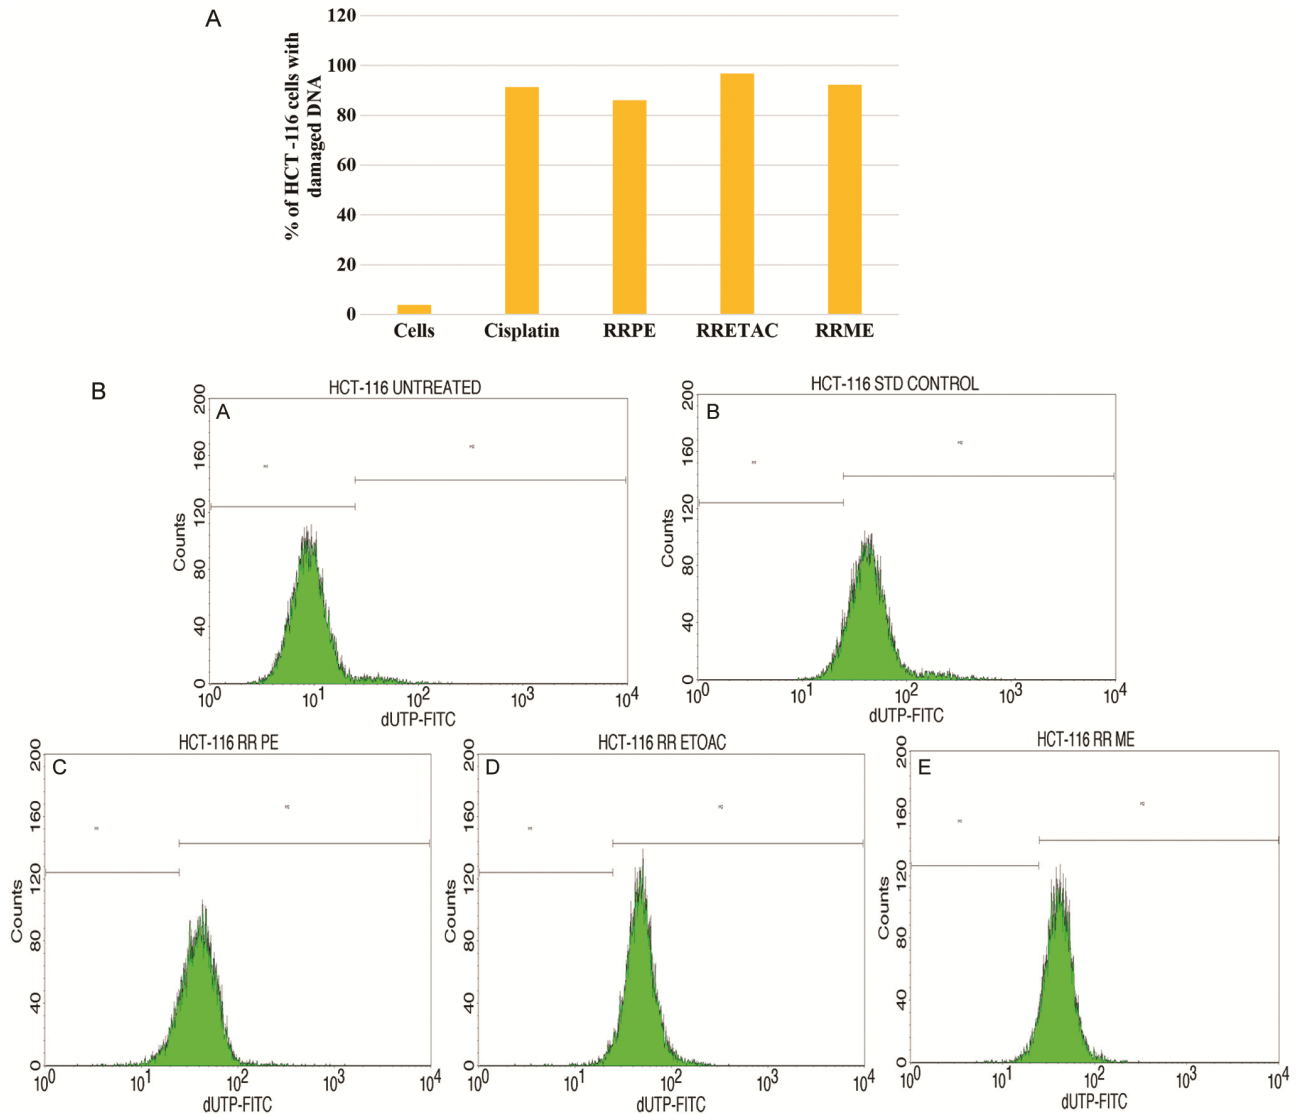 A
120
100
80
60
40
20
0
% of HCT -116 cells with
damaged DNA
Cells Cisplatin RRPE RRETAC RRME
B
HCT-116 UNTREATED
A
200
160
120
80
40
0
Counts
10^0 10^1 10^2 10^3 10^4
dUTP-FITC
HCT-116 STD CONTROL
B
200
160
120
80
40
0
Counts
10^0 10^1 10^2 10^3 10^4
dUTP-FITC
HCT-116 RR PE
C
200
160
120
80
40
0
Counts
10^0 10^1 10^2 10^3 10^4
dUTP-FITC
HCT-116 RR ETOAC
D
200
160
120
80
40
0
Counts
10^0 10^1 10^2 10^3 10^4
dUTP-FITC
HCT-116 RR ME
E
200
160
120
80
40
0
Counts
10^0 10^1 10^2 10^3 10^4
dUTP-FITC